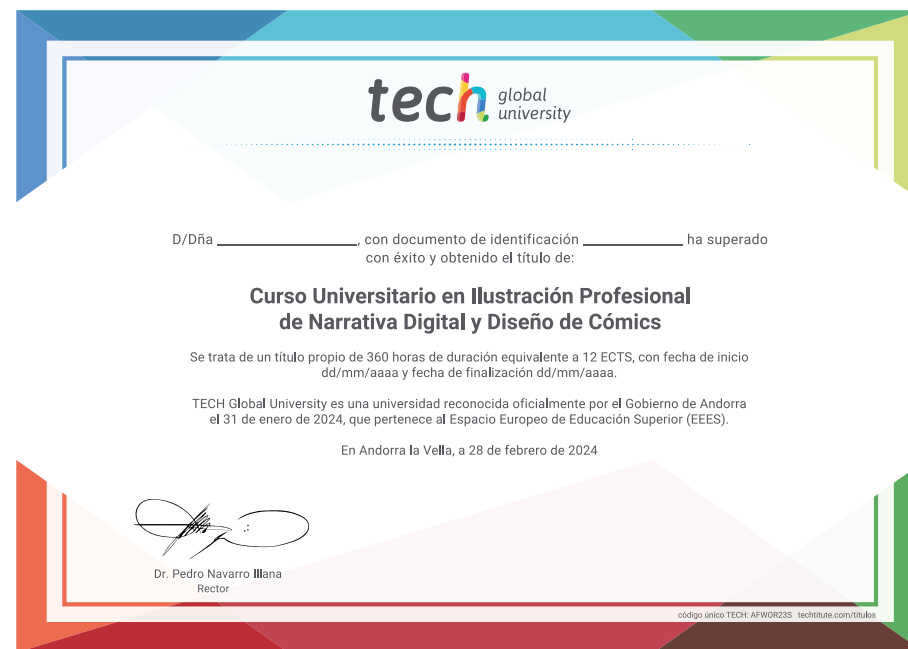 tech global university
D/Dña ________________, con documento de identificación ____________ ha superado
con éxito y obtenido el título de:
Curso Universitario en Ilustración Profesional
de Narrativa Digital y Diseño de Cómics
Se trata de un título propio de 360 horas de duración equivalente a 12 ECTS, con fecha de inicio
dd/mm/aaaa y fecha de finalización dd/mm/aaaa.
TECH Global University es una universidad reconocida oficialmente por el Gobierno de Andorra
el 31 de enero de 2024, que pertenece al Espacio Europeo de Educación Superior (EEES).
En Andorra la Vella, a 28 de febrero de 2024
Dr. Pedro Navarro Illana
Rector
código único TECH: AFWOR23S techtitute.com/titulos